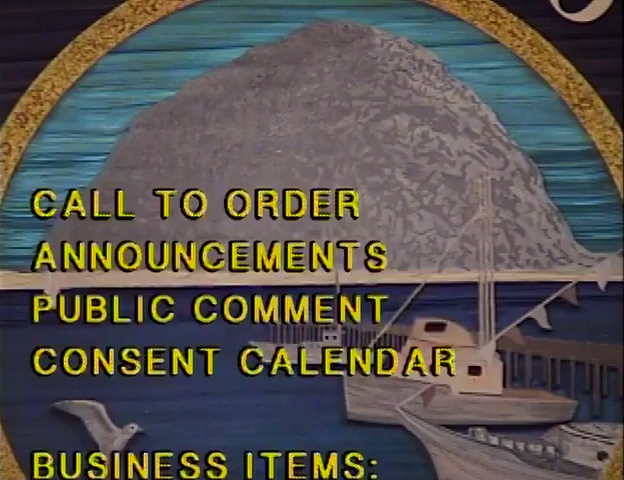 CALL TO ORDER
ANNOUNCEMENTS
PUBLIC COMMENT
CONSENT CALENDAR
BUSINESS ITEMS: